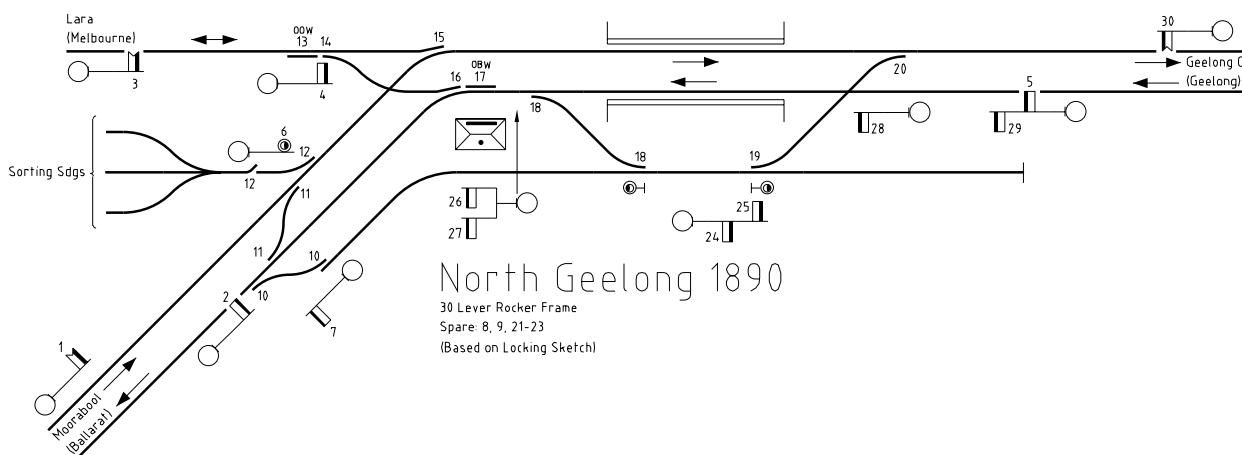 Lara
(Melbourne)
3
OOW
13
14
4
15
16
OBW
17
18
18
19
20
30
Geelong C
(Geelong)
5
28
29
Sorting Sdgs
6
12
12
11
11
10
10
2
7
1
Moorabool
(Ballarat)
26
27
25
24
North Geelong 1890
30 Lever Rocker Frame
Spare: 8, 9, 21-23
(Based on Locking Sketch)